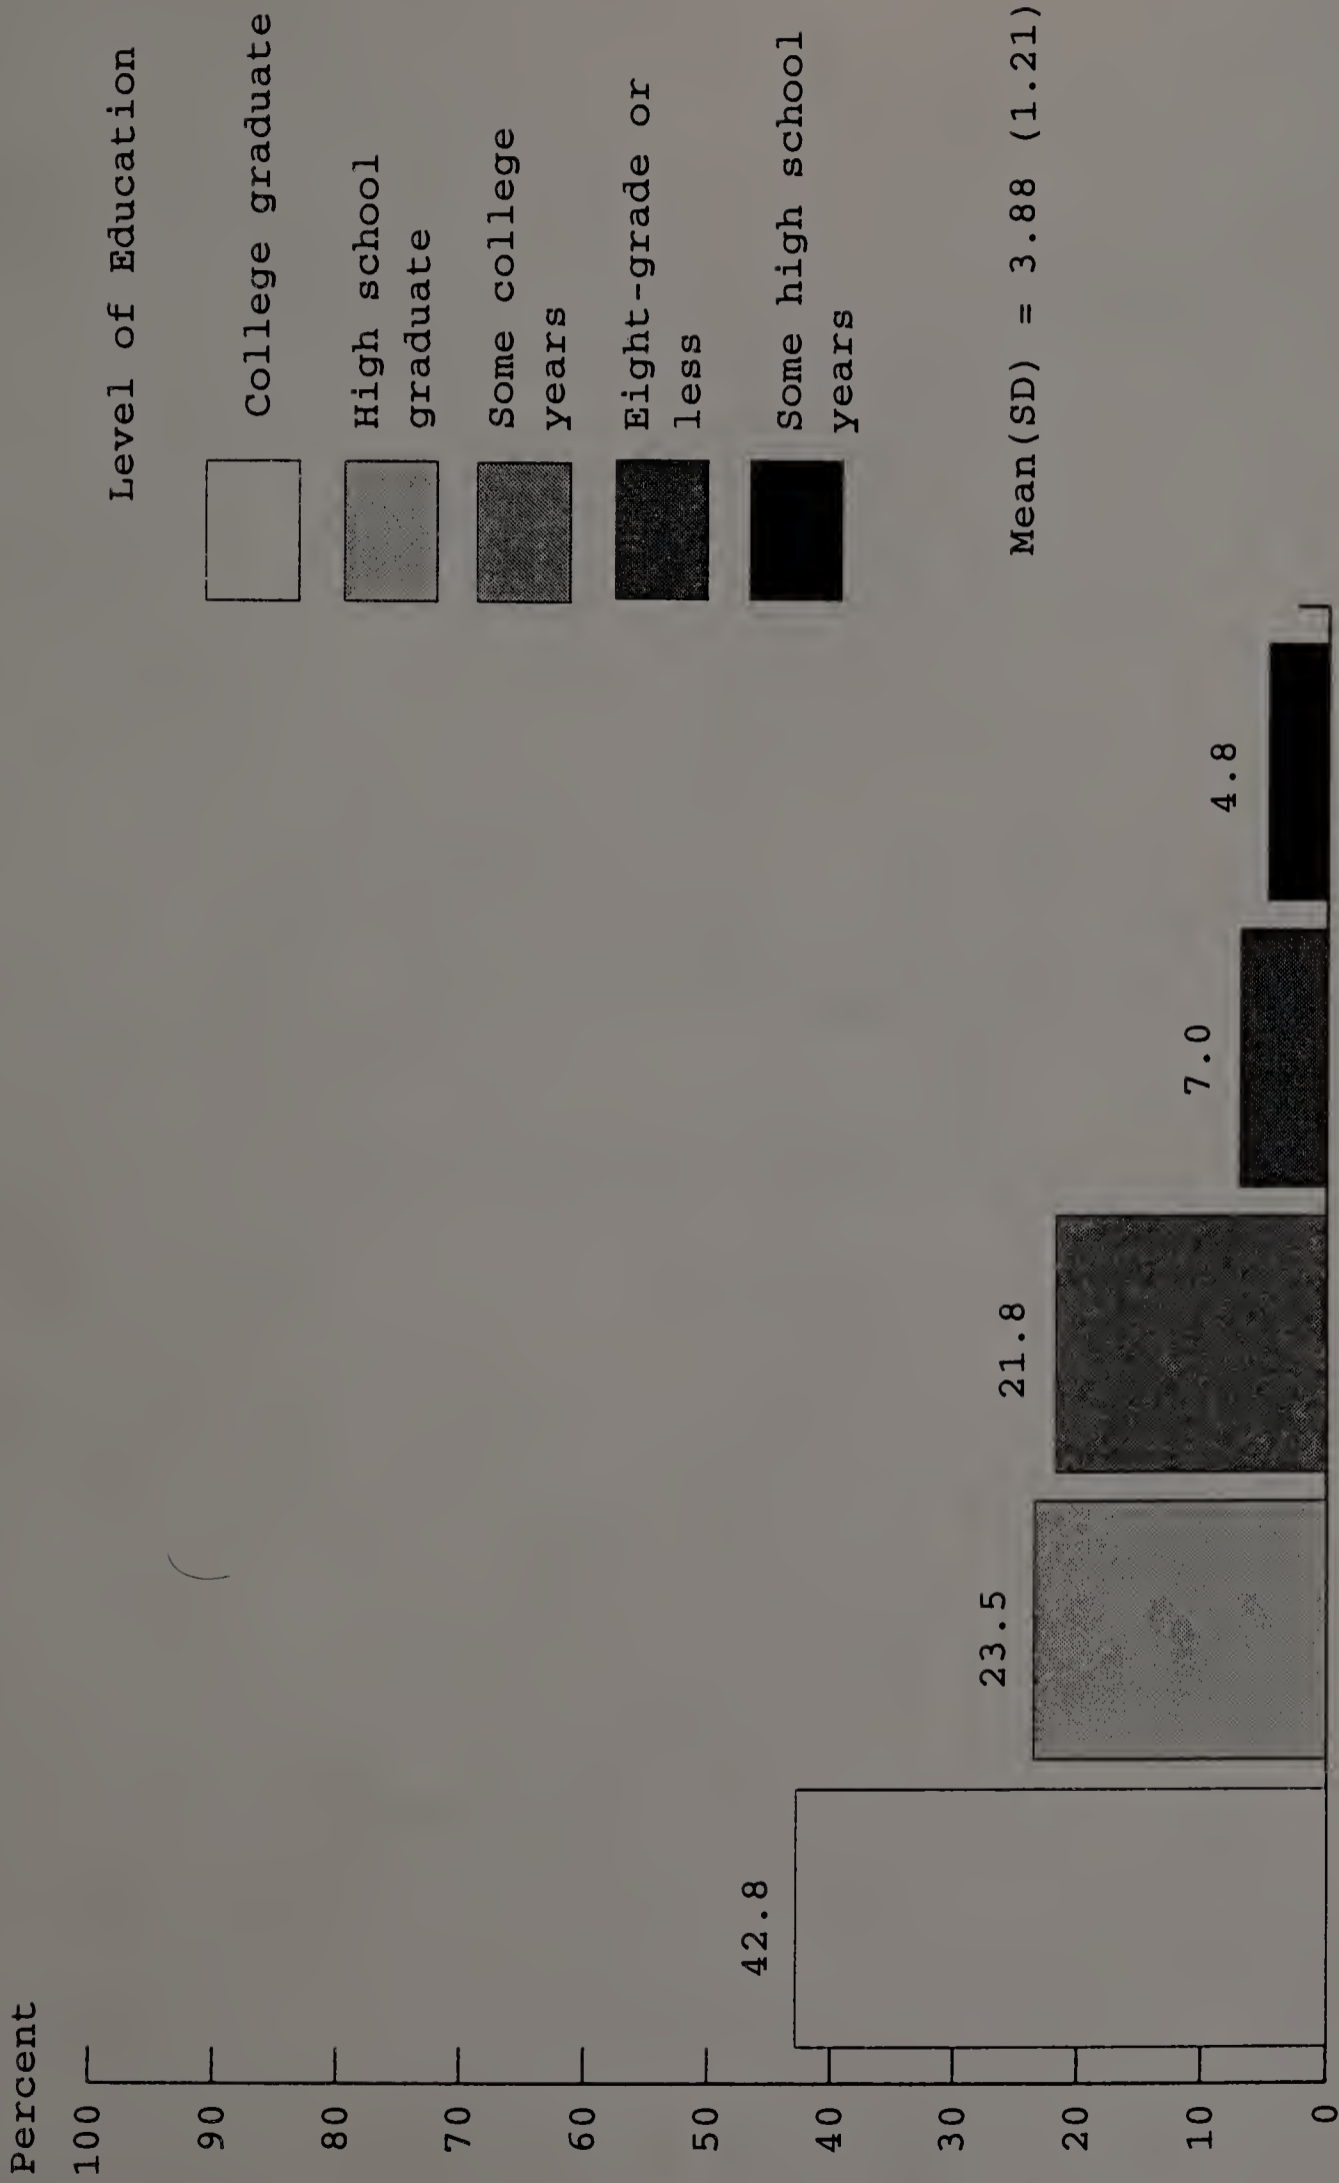 Percent
100
90
80
70
60
50
40
30
20
10
0
42.8
23.5
21.8
7.0
4.8
Level of Education
College graduate
High school
graduate
Some college
years
Eight-grade or
less
Some high school
years
Mean(SD) = 3.88 (1.21)